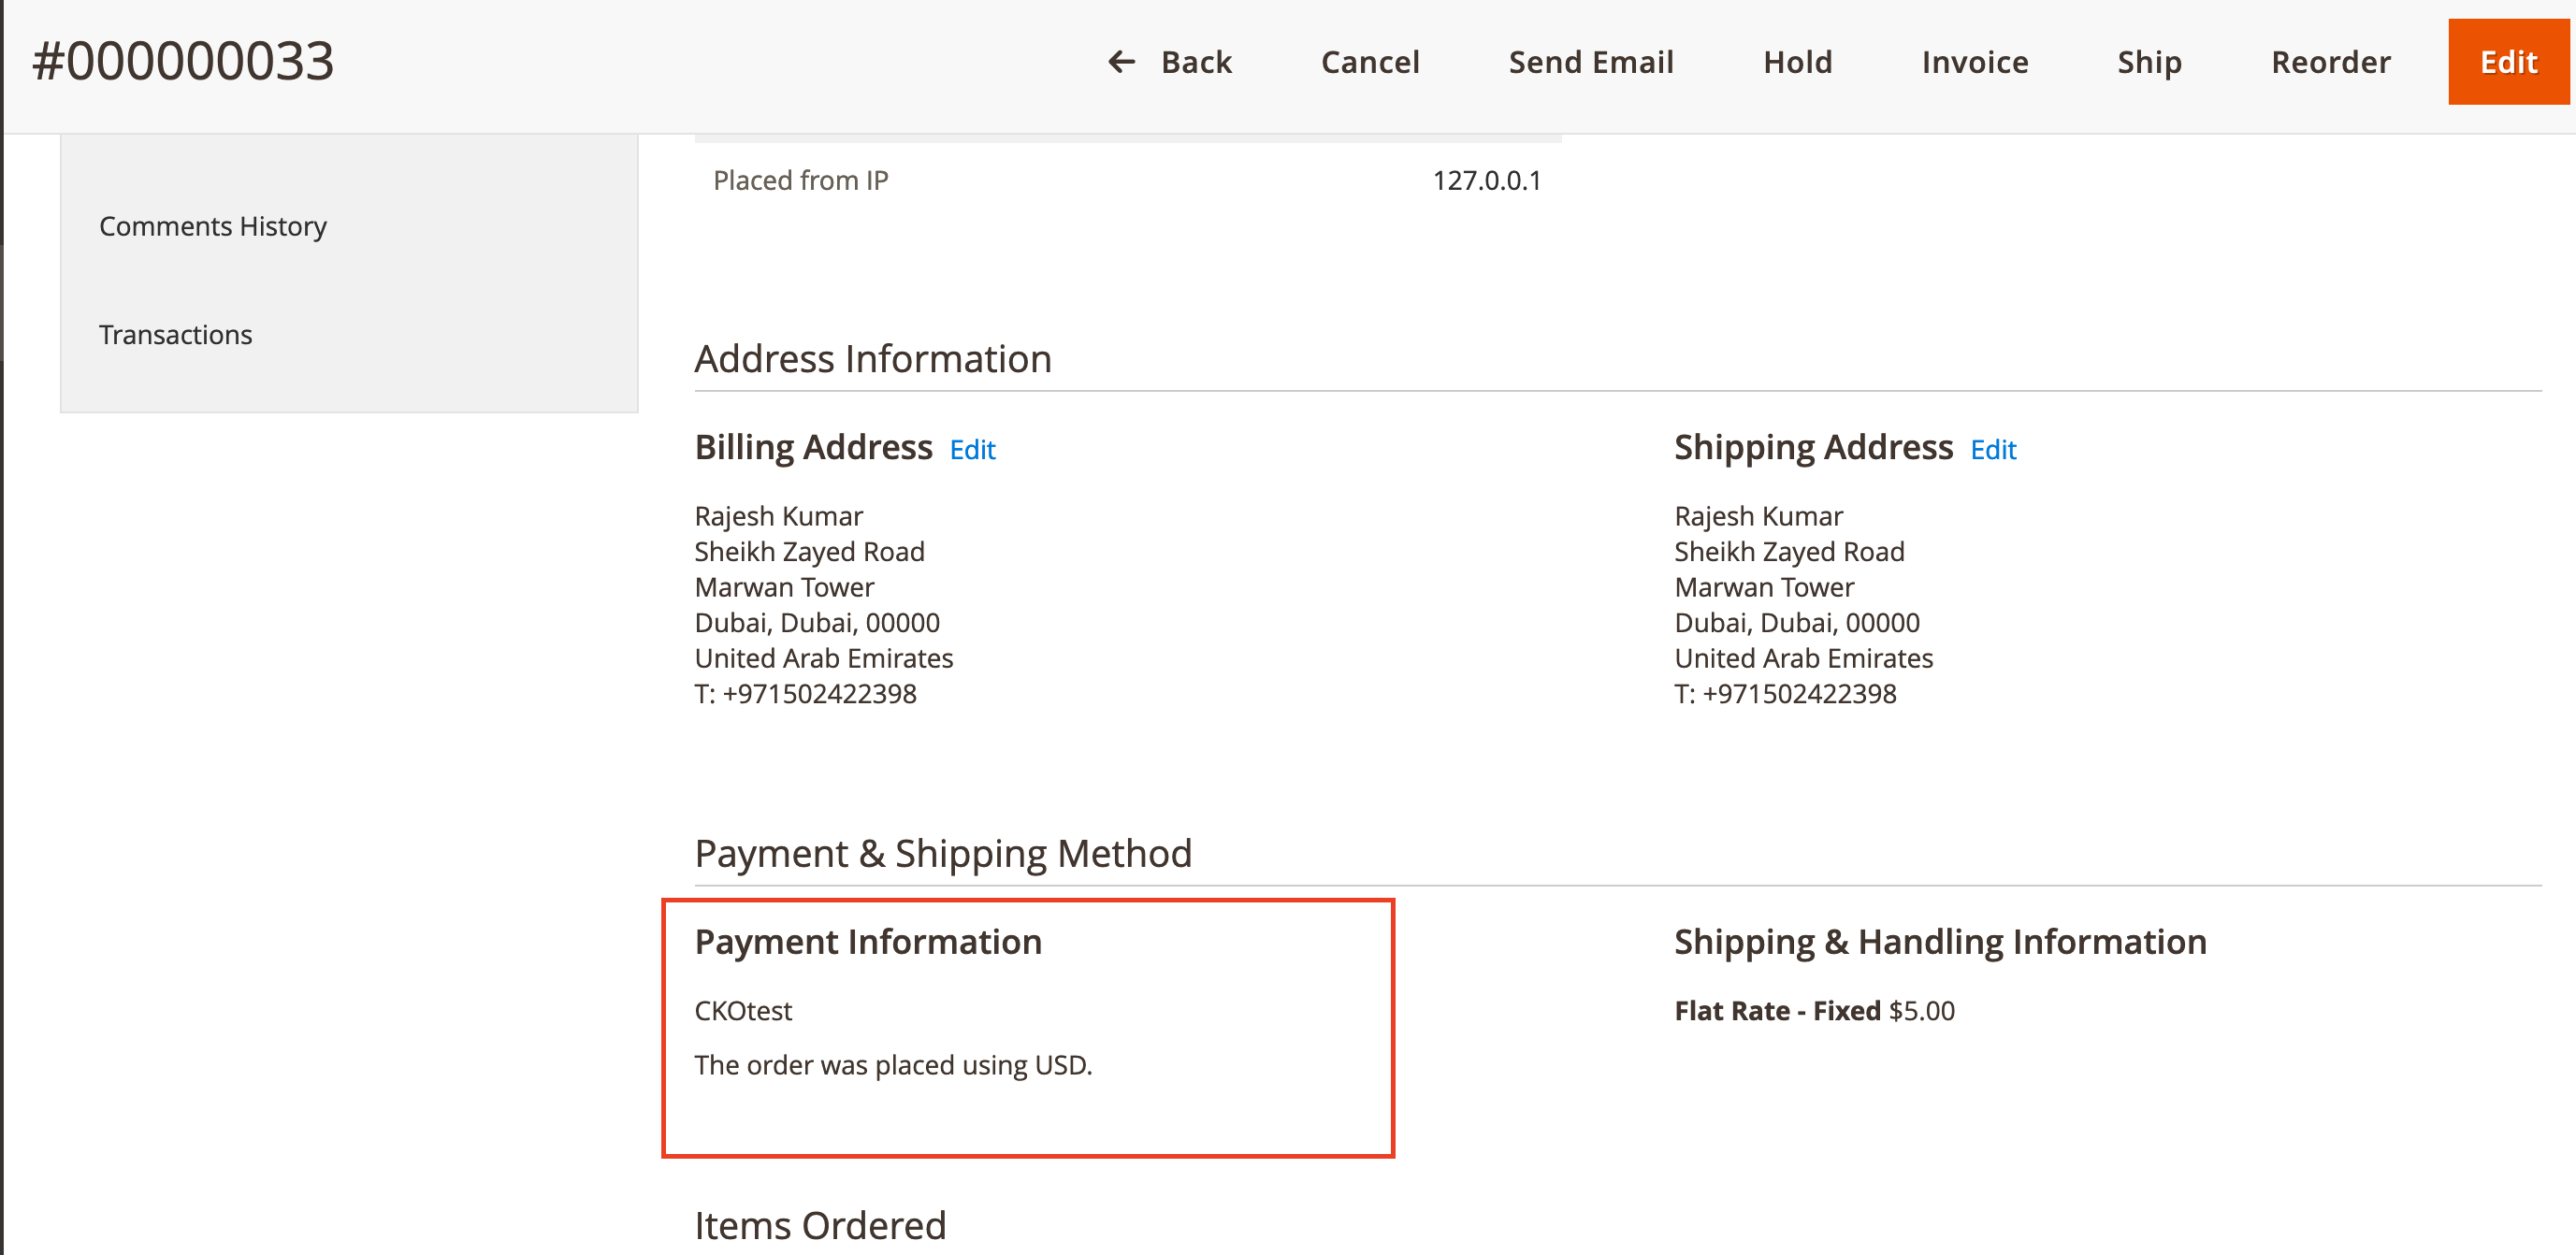 #000000033
← Back Cancel Send Email Hold Invoice Ship Reorder Edit
Placed from IP 127.0.0.1
Comments History
Transactions
Address Information
Billing Address Edit
Rajesh Kumar
Sheikh Zayed Road
Marwan Tower
Dubai, Dubai, 00000
United Arab Emirates
T: +971502422398
Shipping Address Edit
Rajesh Kumar
Sheikh Zayed Road
Marwan Tower
Dubai, Dubai, 00000
United Arab Emirates
T: +971502422398
Payment & Shipping Method
Payment Information
CKOtest
The order was placed using USD.
Shipping & Handling Information
Flat Rate - Fixed $5.00
Items Ordered